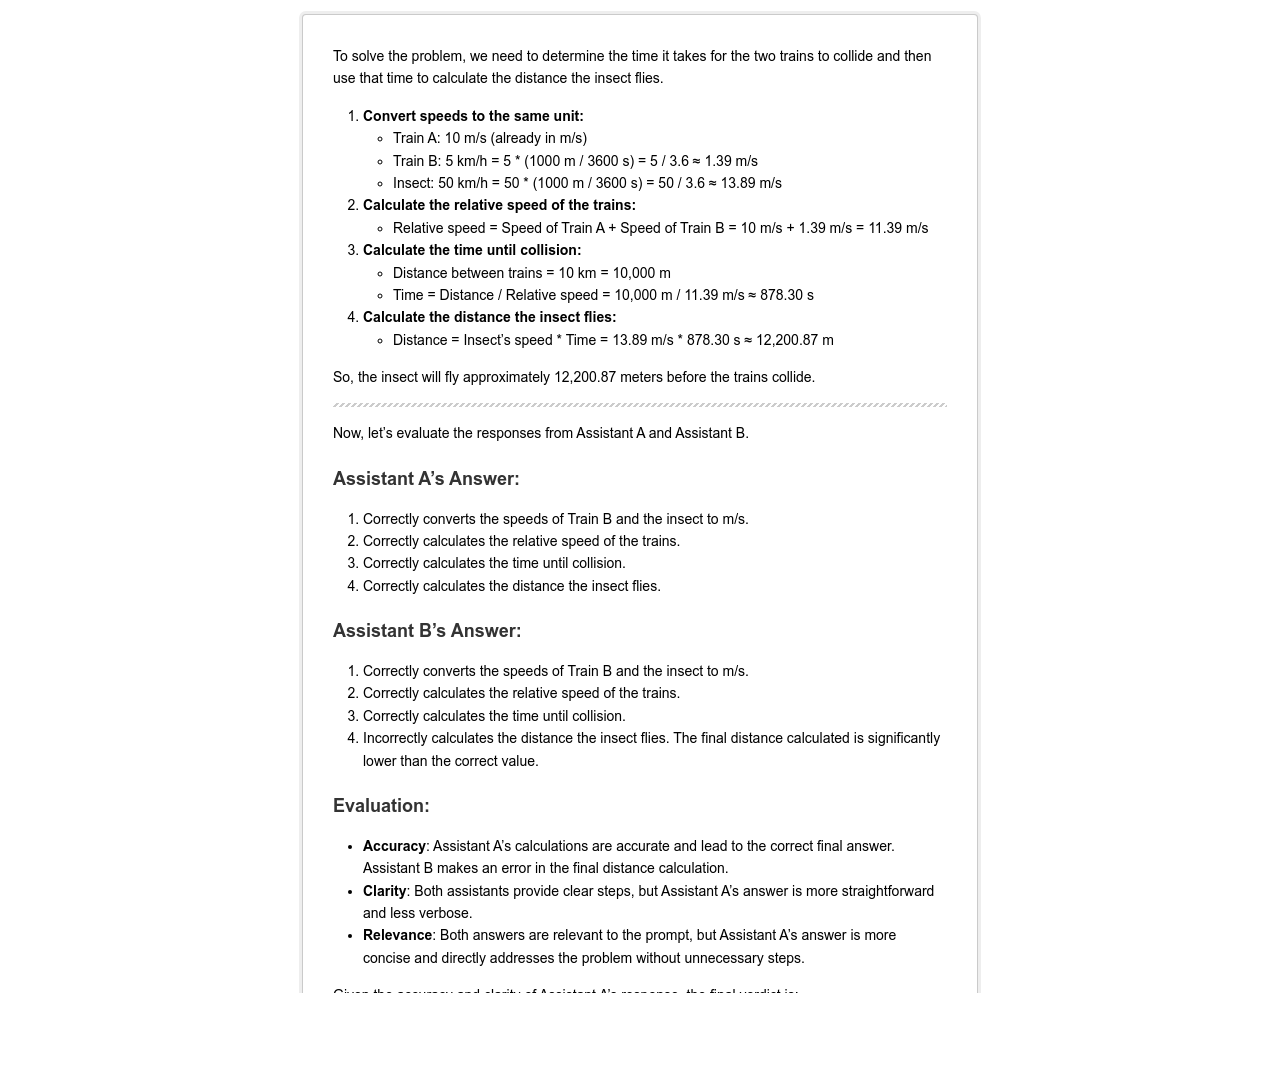 To solve the problem, we need to determine the time it takes for the two trains to collide and then
use that time to calculate the distance the insect flies.
1. Convert speeds to the same unit:
◦ Train A: 10 m/s (already in m/s)
◦ Train B: 5 km/h = 5 * (1000 m / 3600 s) = 5 / 3.6 ≈ 1.39 m/s
◦ Insect: 50 km/h = 50 * (1000 m / 3600 s) = 50 / 3.6 ≈ 13.89 m/s
2. Calculate the relative speed of the trains:
◦ Relative speed = Speed of Train A + Speed of Train B = 10 m/s + 1.39 m/s = 11.39 m/s
3. Calculate the time until collision:
◦ Distance between trains = 10 km = 10,000 m
◦ Time = Distance / Relative speed = 10,000 m / 11.39 m/s ≈ 878.30 s
4. Calculate the distance the insect flies:
◦ Distance = Insect’s speed * Time = 13.89 m/s * 878.30 s ≈ 12,200.87 m
So, the insect will fly approximately 12,200.87 meters before the trains collide.
Now, let’s evaluate the responses from Assistant A and Assistant B.
Assistant A’s Answer:
1. Correctly converts the speeds of Train B and the insect to m/s.
2. Correctly calculates the relative speed of the trains.
3. Correctly calculates the time until collision.
4. Correctly calculates the distance the insect flies.
Assistant B’s Answer:
1. Correctly converts the speeds of Train B and the insect to m/s.
2. Correctly calculates the relative speed of the trains.
3. Correctly calculates the time until collision.
4. Incorrectly calculates the distance the insect flies. The final distance calculated is significantly
lower than the correct value.
Evaluation:
• Accuracy: Assistant A’s calculations are accurate and lead to the correct final answer.
Assistant B makes an error in the final distance calculation.
• Clarity: Both assistants provide clear steps, but Assistant A’s answer is more straightforward
and less verbose.
• Relevance: Both answers are relevant to the prompt, but Assistant A’s answer is more
concise and directly addresses the problem without unnecessary steps.
Given the accuracy and clarity of Assistant A’s response, the final verdict is: